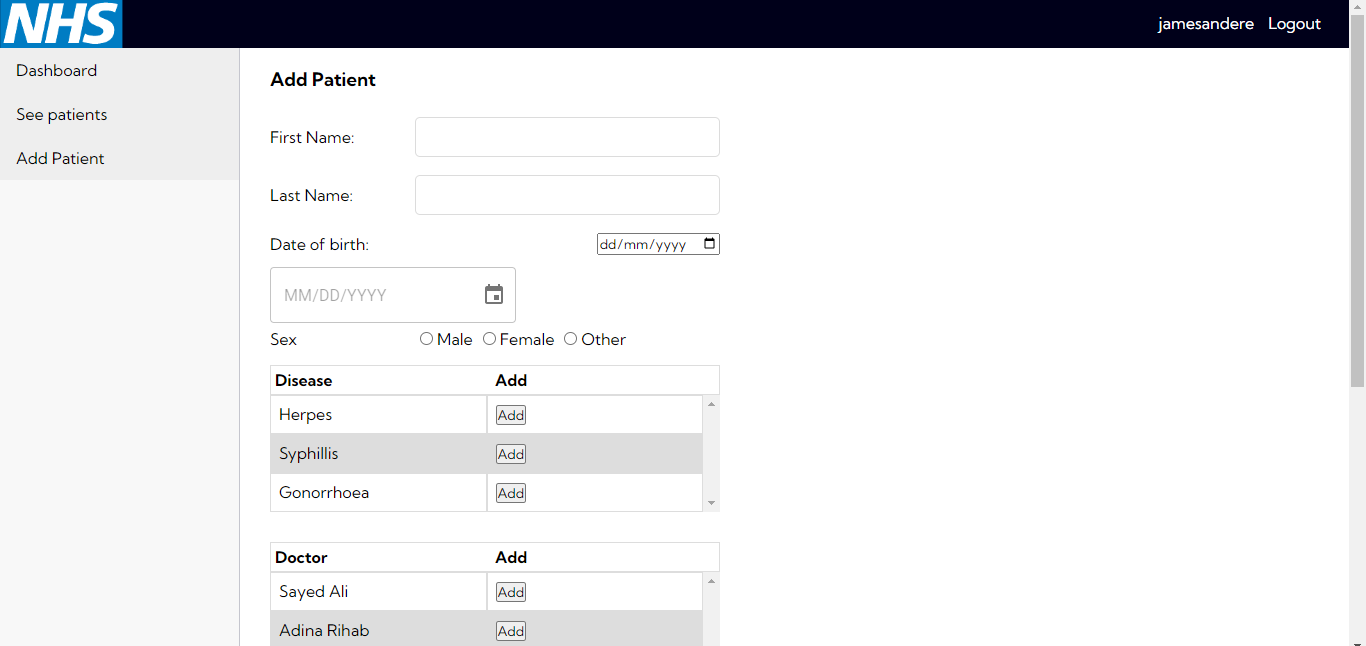 NHS
jamesandere Logout
Dashboard
See patients
Add Patient
Add Patient
First Name:
Last Name:
Date of birth: dd/mm/yyyy
MM/DD/YYYY
Sex Male Female Other
Disease Add
Herpes Add
Syphillis Add
Gonorrhoea Add
Doctor Add
Sayed Ali Add
Adina Rihab Add